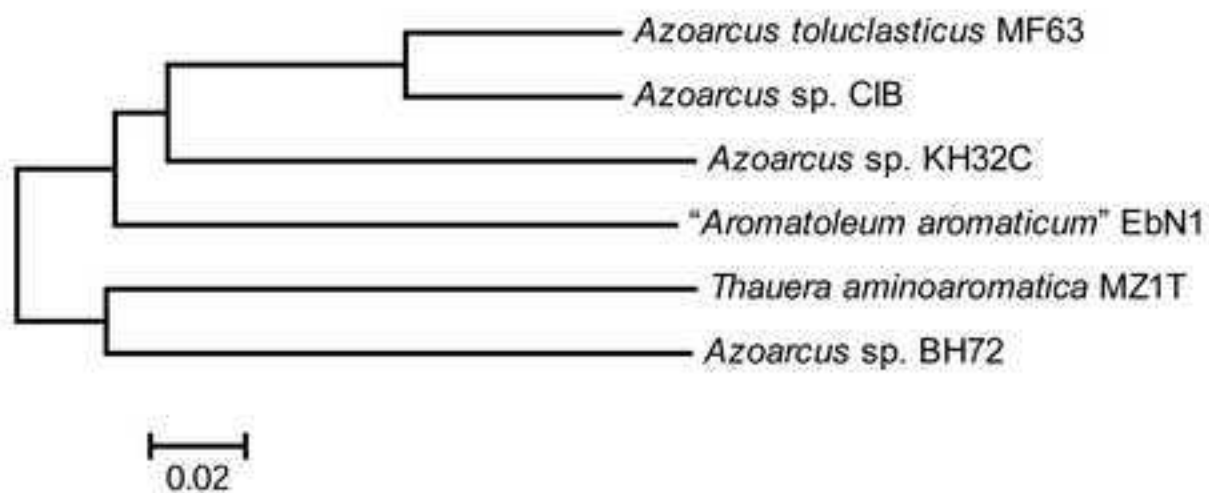 Azoarcus toluclasticus MF63
Azoarcus sp. CIB
Azoarcus sp. KH32C
“Aromatoleum aromaticum” EbN1
Thauera aminoaromatica MZ1T
Azoarcus sp. BH72
0.02